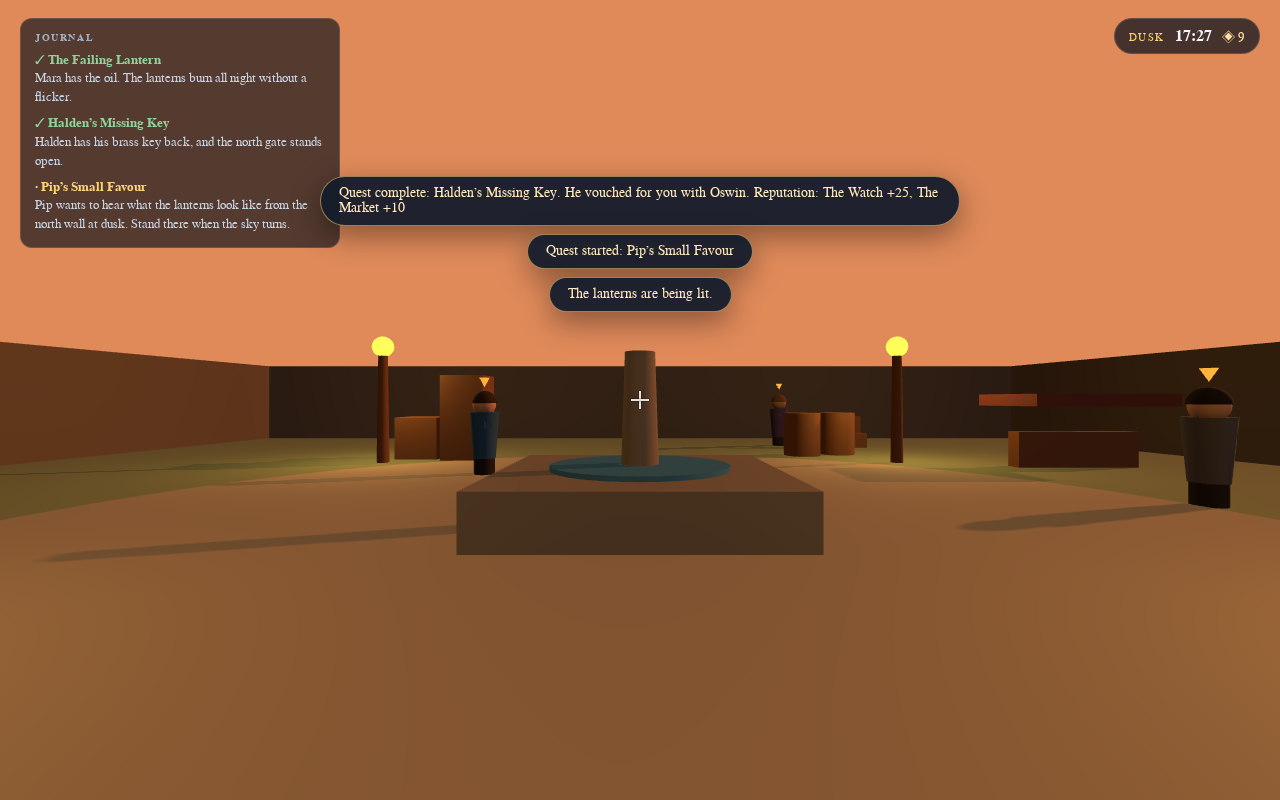 JOURNAL
✓ The Failing Lantern
Mara has the oil. The lanterns burn all night without a
flicker.
✓ Halden's Missing Key
Halden has his brass key back, and the north gate stands
open.
· Pip's Small Favour
Pip wants to hear what the lanterns look like from the
north wall at dusk. Stand there when the sky turns.
DUSK 17:27 ◈ 9
Quest complete: Halden's Missing Key. He vouched for you with Oswin. Reputation: The Watch +25, The
Market +10
Quest started: Pip's Small Favour
The lanterns are being lit.